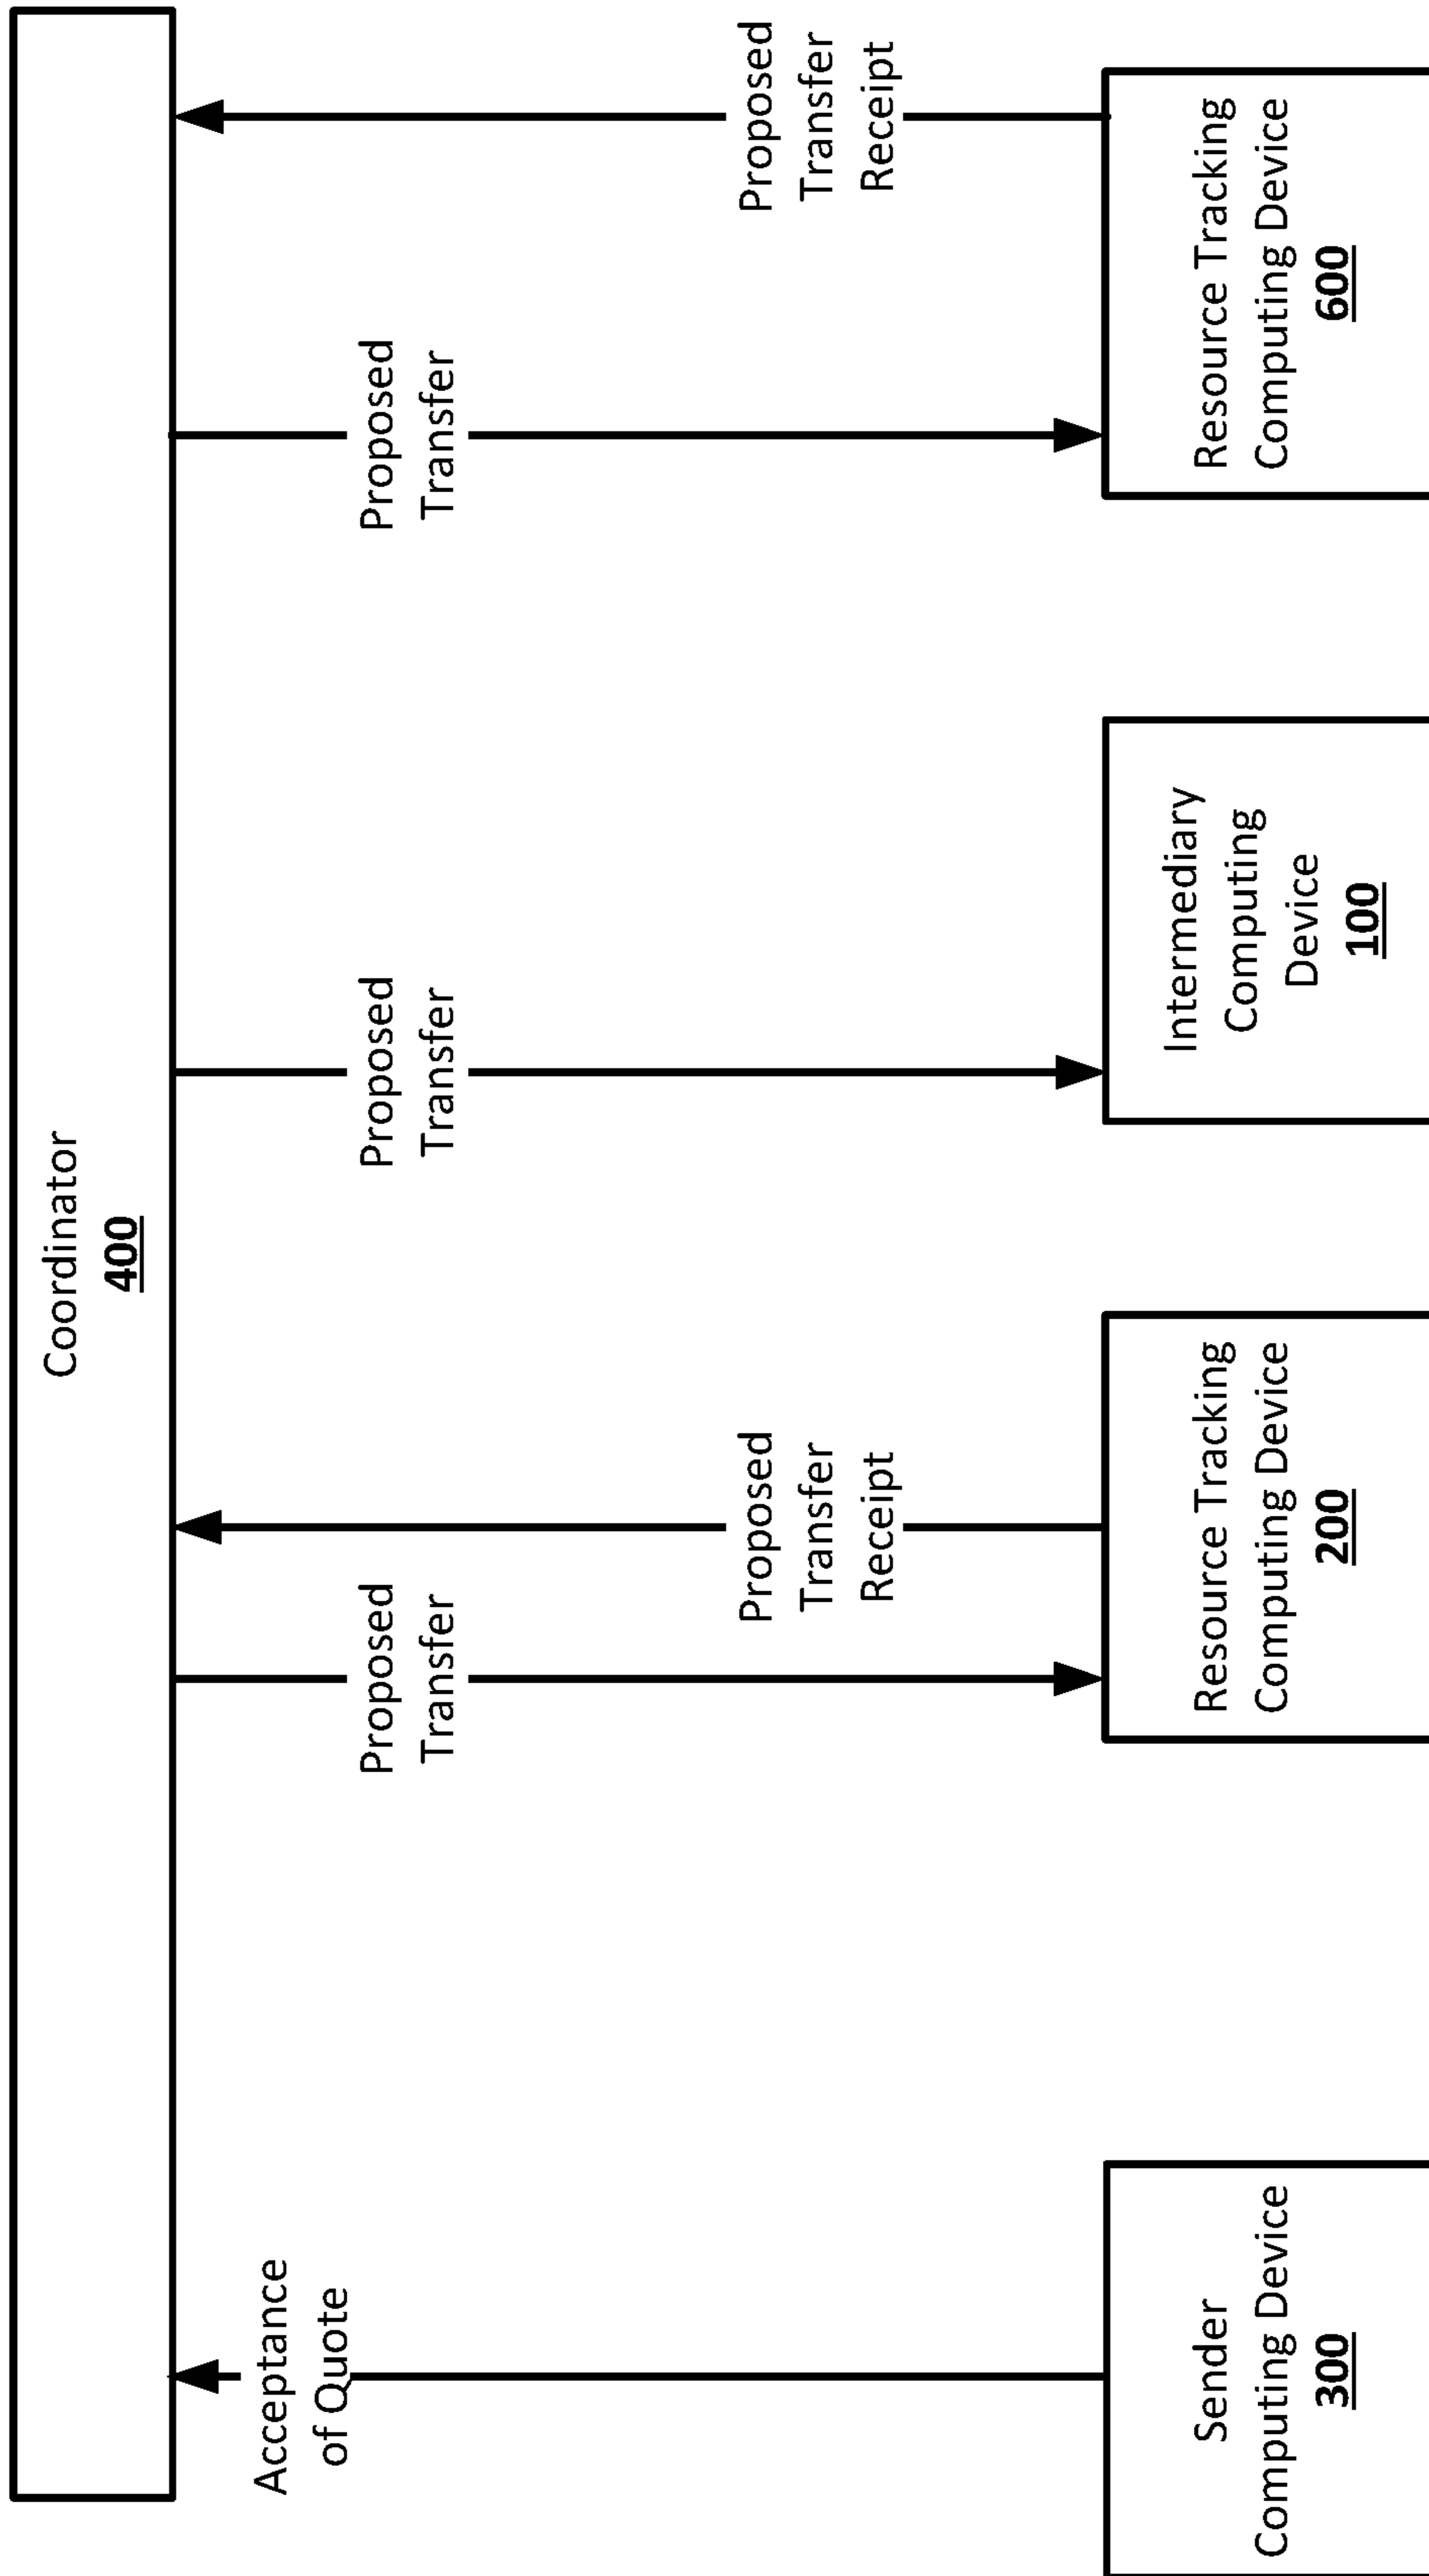 Coordinator
400
Acceptance
of Quote
Proposed
Transfer
Proposed
Transfer
Receipt
Proposed
Transfer
Proposed
Transfer
Proposed
Transfer
Receipt
Sender
Computing Device
300
Resource Tracking
Computing Device
200
Intermediary
Computing
Device
100
Resource Tracking
Computing Device
600